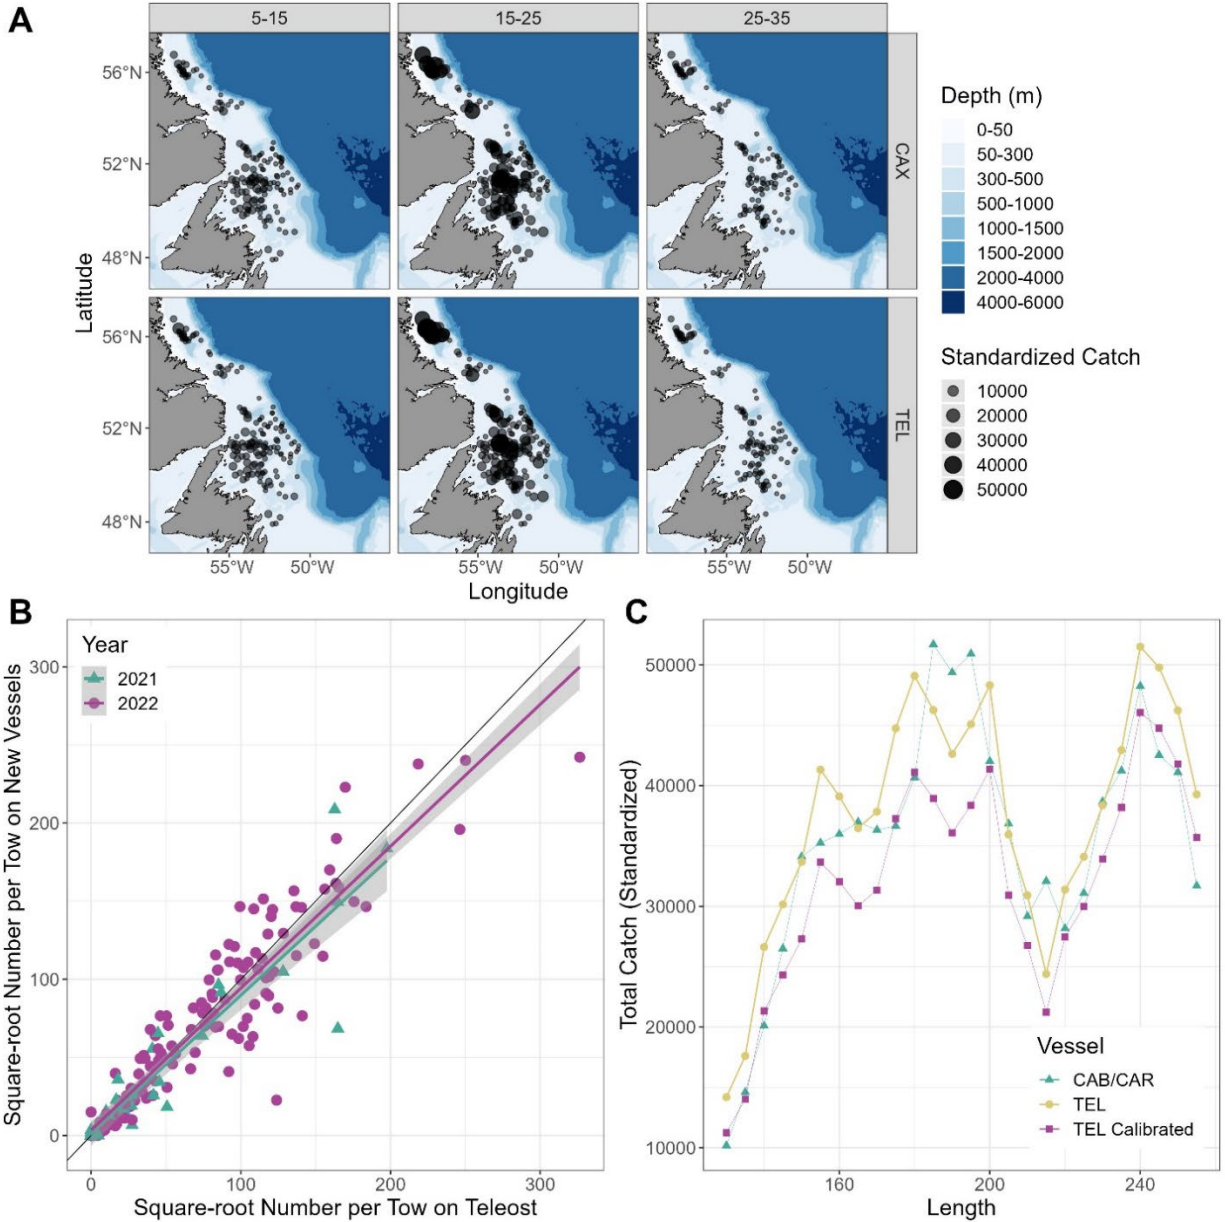 A
5-15
15-25
25-35
56°N
52°N
48°N
CAX
56°N
52°N
48°N
TEL
55°W 50°W
55°W 50°W
55°W 50°W
Latitude
Longitude
Depth (m)
0-50
50-300
300-500
500-1000
1000-1500
1500-2000
2000-4000
4000-6000
Standardized Catch
10000
20000
30000
40000
50000
B
Year
2021
2022
300
200
100
0
0 100 200 300
Square-root Number per Tow on New Vessels
Square-root Number per Tow on Teleost
C
50000
40000
30000
20000
10000
160 200 240
Total Catch (Standardized)
Length
Vessel
CAB/CAR
TEL
TEL Calibrated